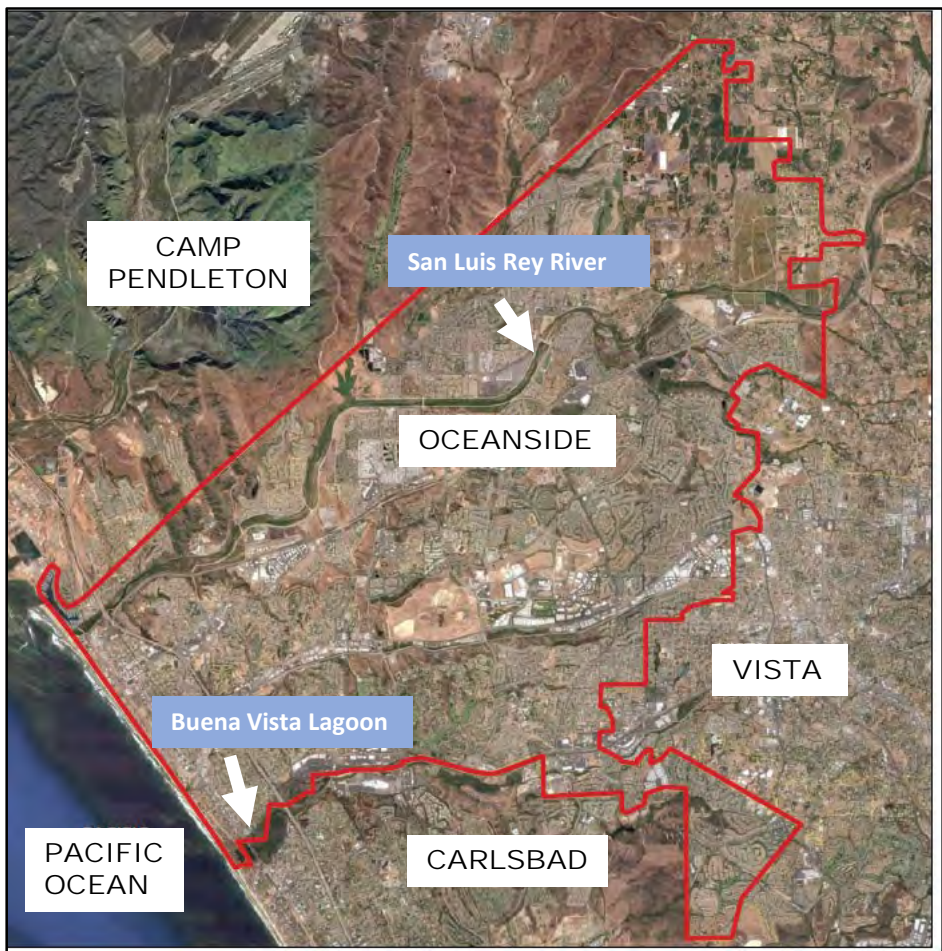 CAMP
PENDLETON
San Luis Rey River
OCEANSIDE
VISTA
Buena Vista Lagoon
PACIFIC
OCEAN
CARLSBAD